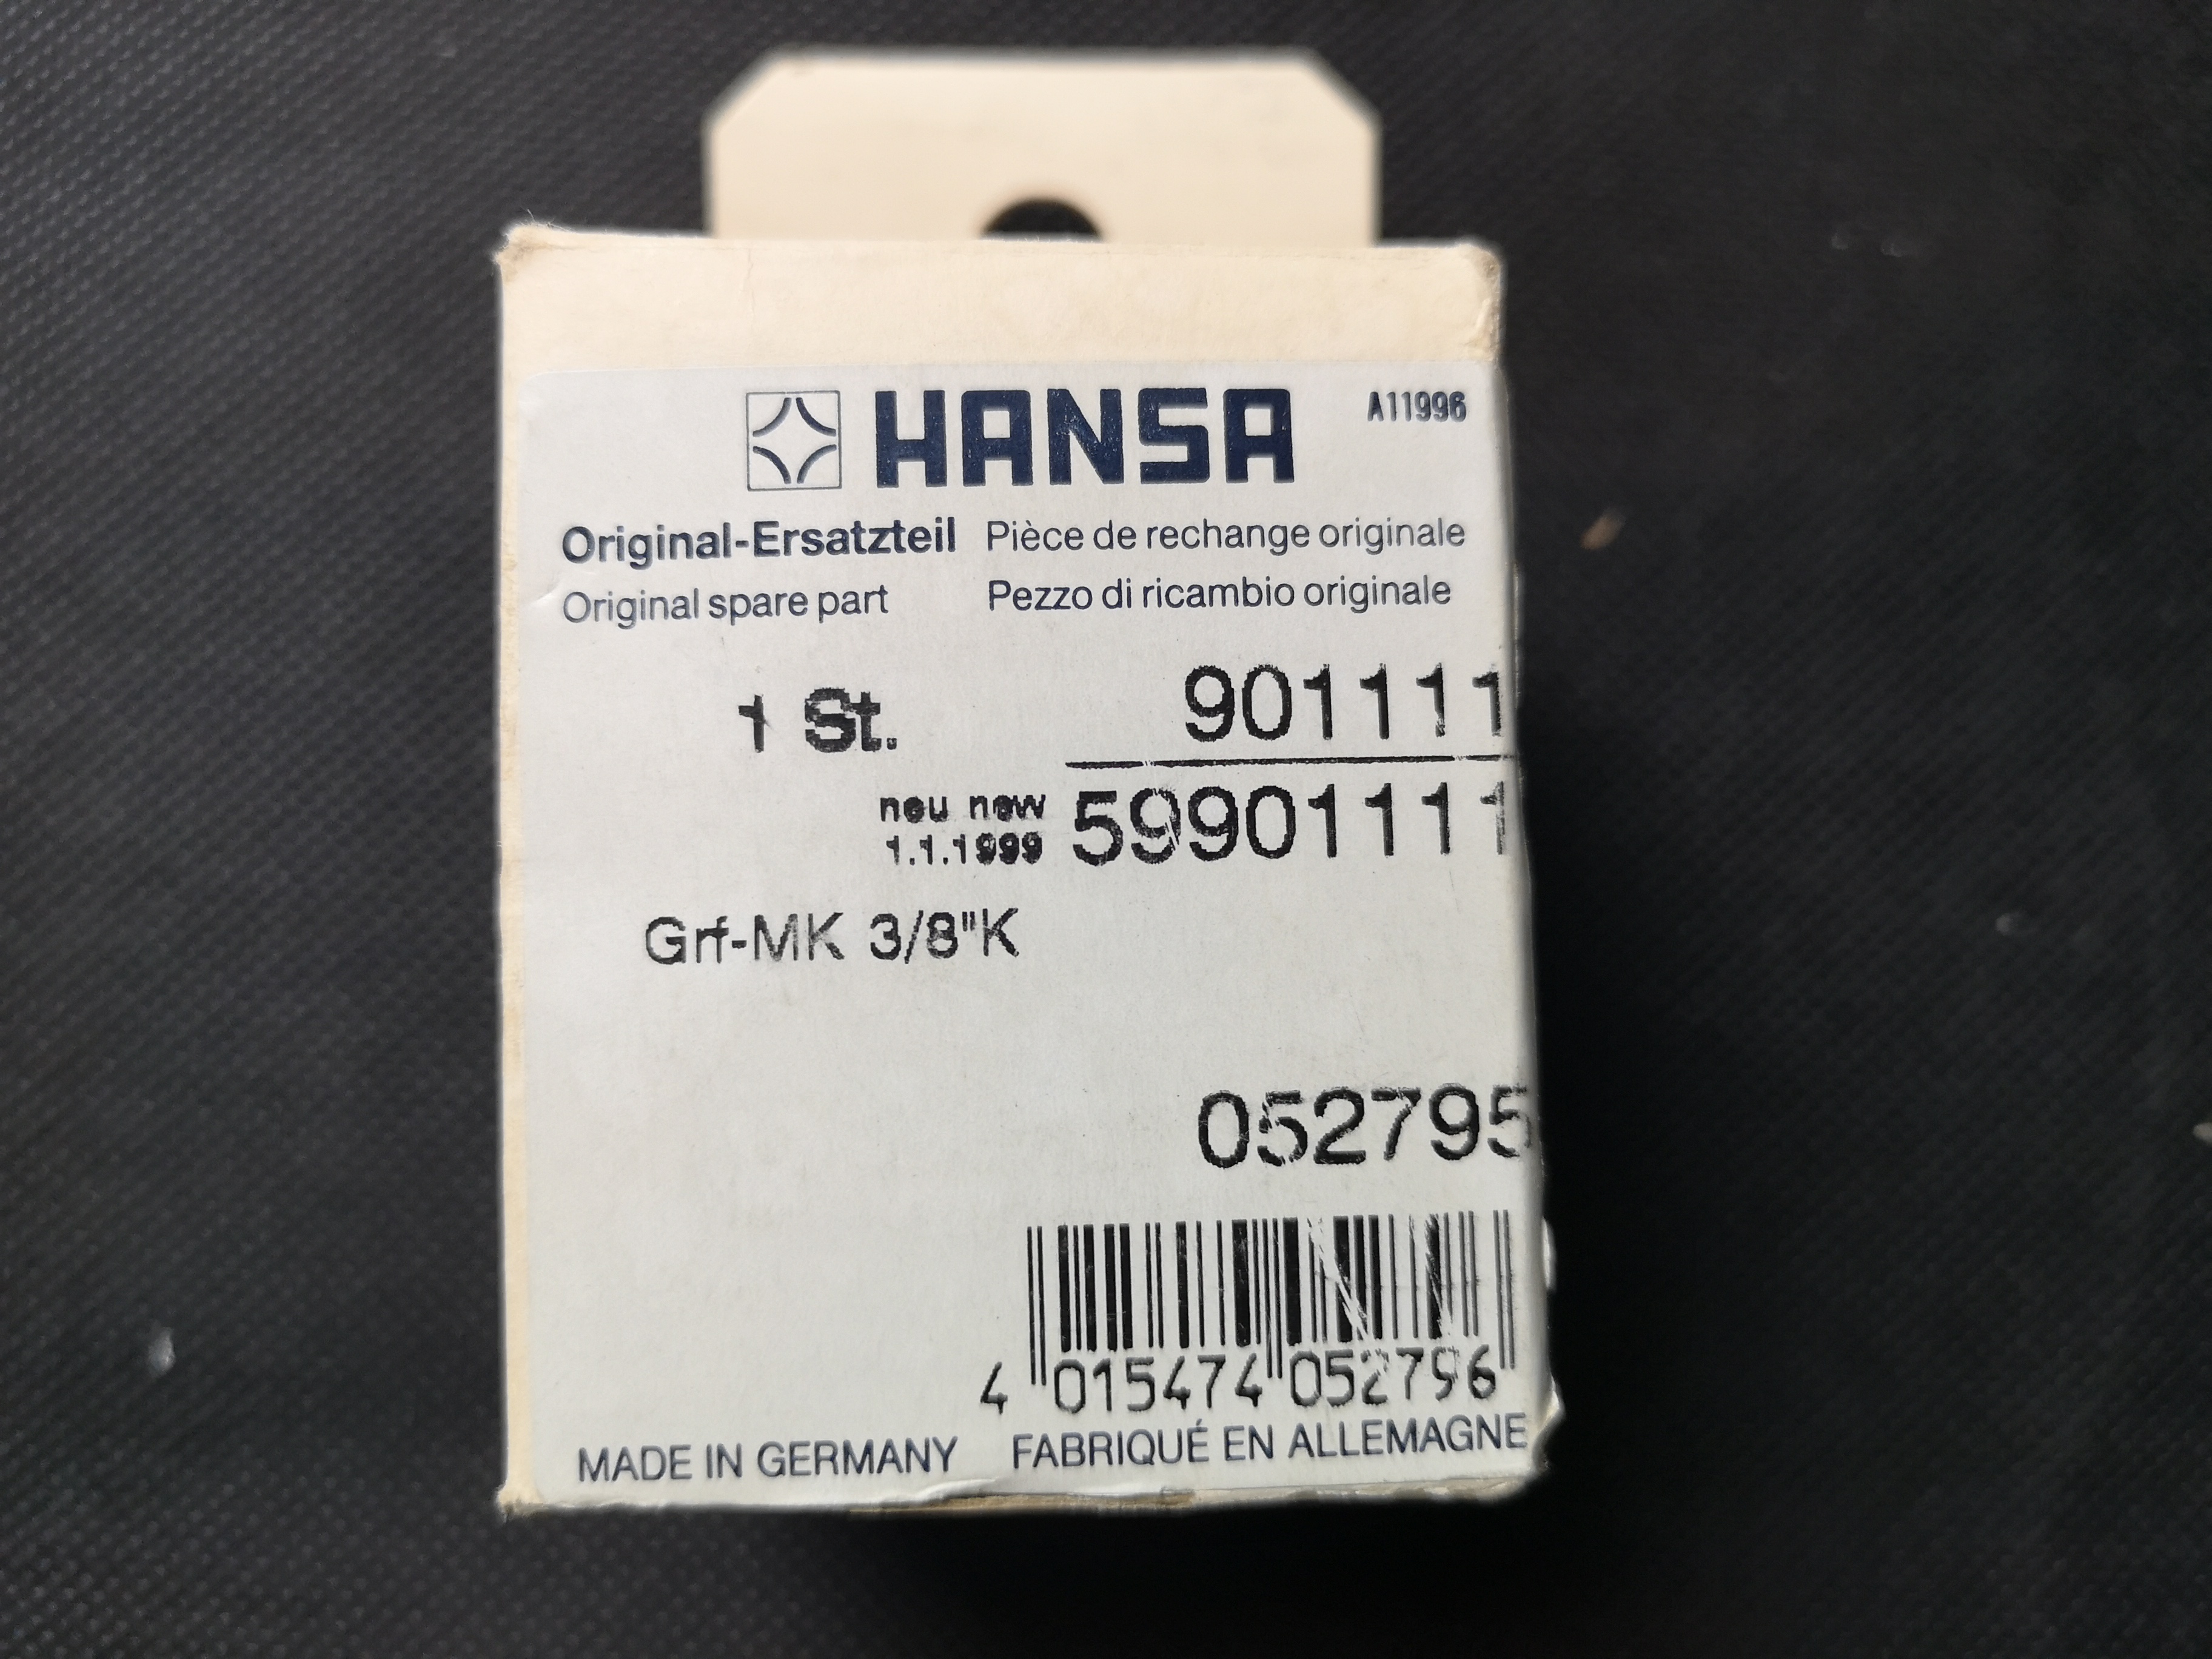 HANSA A11996
Original-Ersatzteil Pièce de rechange originale
Original spare part Pezzo di ricambio originale
1 St. 901111
neu new 59901111
1.1.1999
Grf-MK 3/8"K
052795
4 015474 052796
MADE IN GERMANY FABRIQUÉ EN ALLEMAGNE